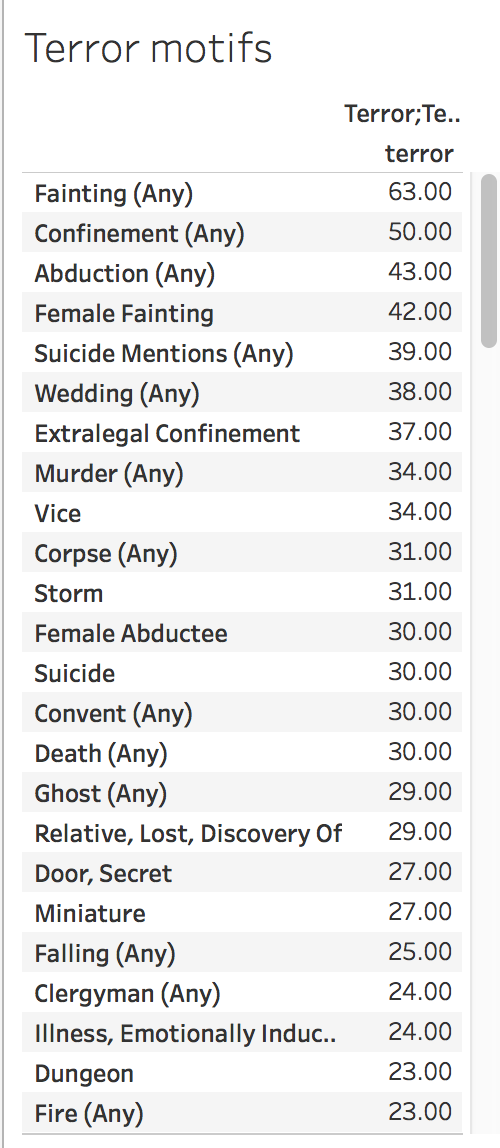 Terror motifs
Terror;Te..
terror
Fainting (Any) 63.00
Confinement (Any) 50.00
Abduction (Any) 43.00
Female Fainting 42.00
Suicide Mentions (Any) 39.00
Wedding (Any) 38.00
Extralegal Confinement 37.00
Murder (Any) 34.00
Vice 34.00
Corpse (Any) 31.00
Storm 31.00
Female Abductee 30.00
Suicide 30.00
Convent (Any) 30.00
Death (Any) 30.00
Ghost (Any) 29.00
Relative, Lost, Discovery Of 29.00
Door, Secret 27.00
Miniature 27.00
Falling (Any) 25.00
Clergyman (Any) 24.00
Illness, Emotionally Induc.. 24.00
Dungeon 23.00
Fire (Any) 23.00